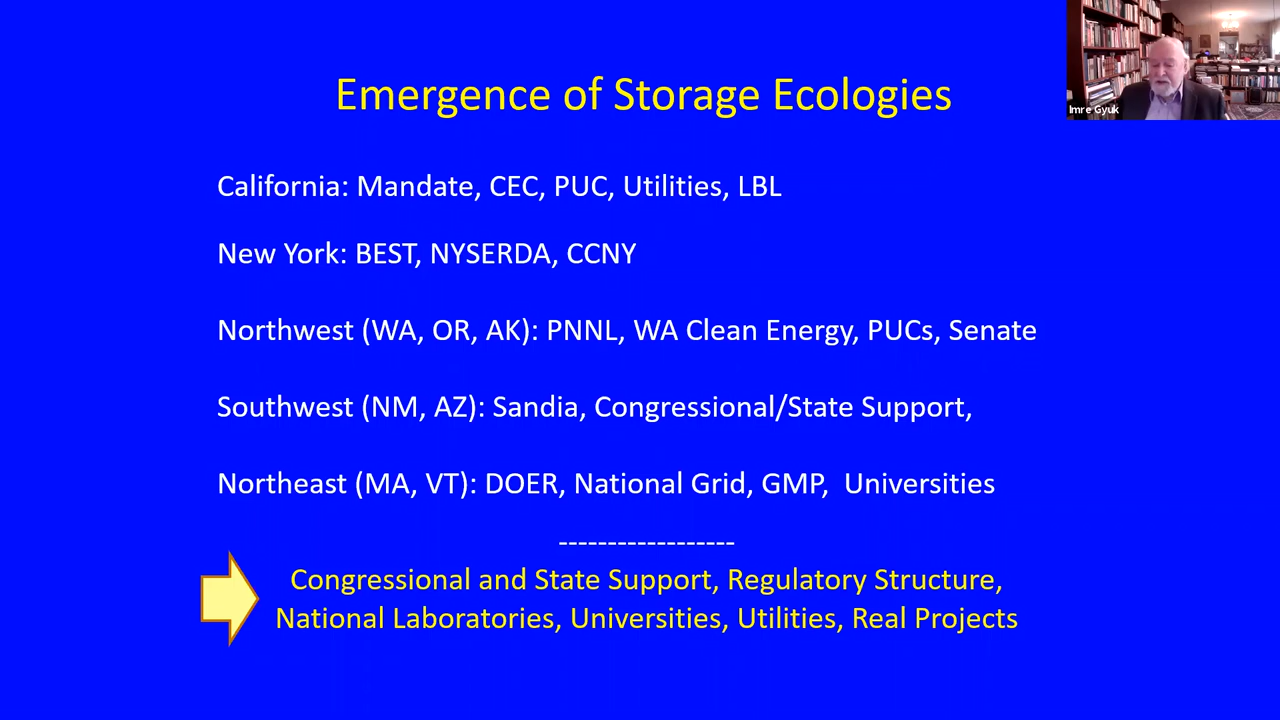 Emergence of Storage Ecologies
Imre Gyuk
California: Mandate, CEC, PUC, Utilities, LBL
New York: BEST, NYSERDA, CCNY
Northwest (WA, OR, AK): PNNL, WA Clean Energy, PUCs, Senate
Southwest (NM, AZ): Sandia, Congressional/State Support,
Northeast (MA, VT): DOER, National Grid, GMP,  Universities
------------------
Congressional and State Support, Regulatory Structure,
National Laboratories, Universities, Utilities, Real Projects